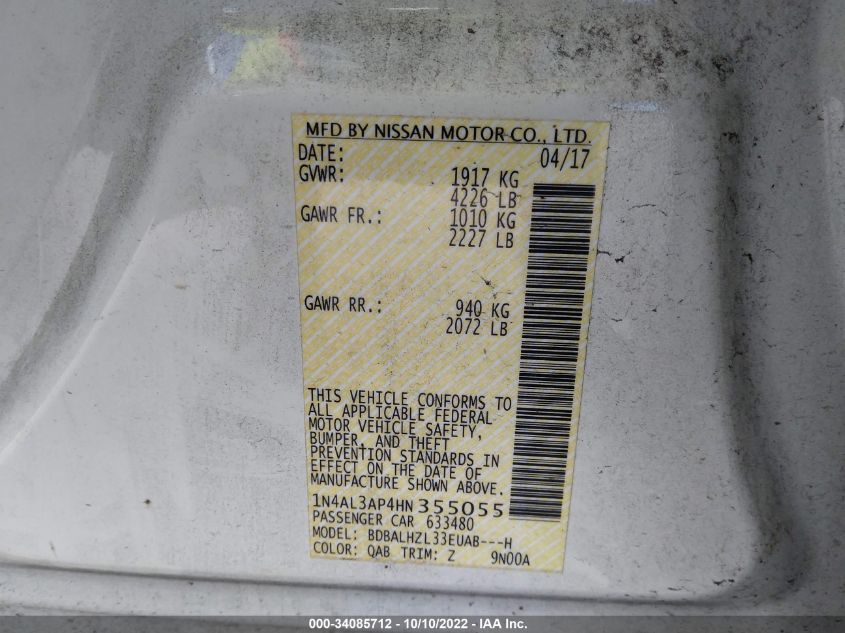 MFD BY NISSAN MOTOR CO., LTD.
DATE: 04/17
GVWR: 1917 KG
4226 LB
GAWR FR.: 1010 KG
2227 LB
GAWR RR.: 940 KG
2072 LB
THIS VEHICLE CONFORMS TO
ALL APPLICABLE FEDERAL
MOTOR VEHICLE SAFETY,
BUMPER, AND THEFT
PREVENTION STANDARDS IN
EFFECT ON THE DATE OF
MANUFACTURE SHOWN ABOVE.
1N4AL3AP4HN355055
PASSENGER CAR 633480
MODEL: BDBALHZL33EUAB---H
COLOR: QAB TRIM: Z 9N00A
000-34085712 - 10/10/2022 - IAA Inc.